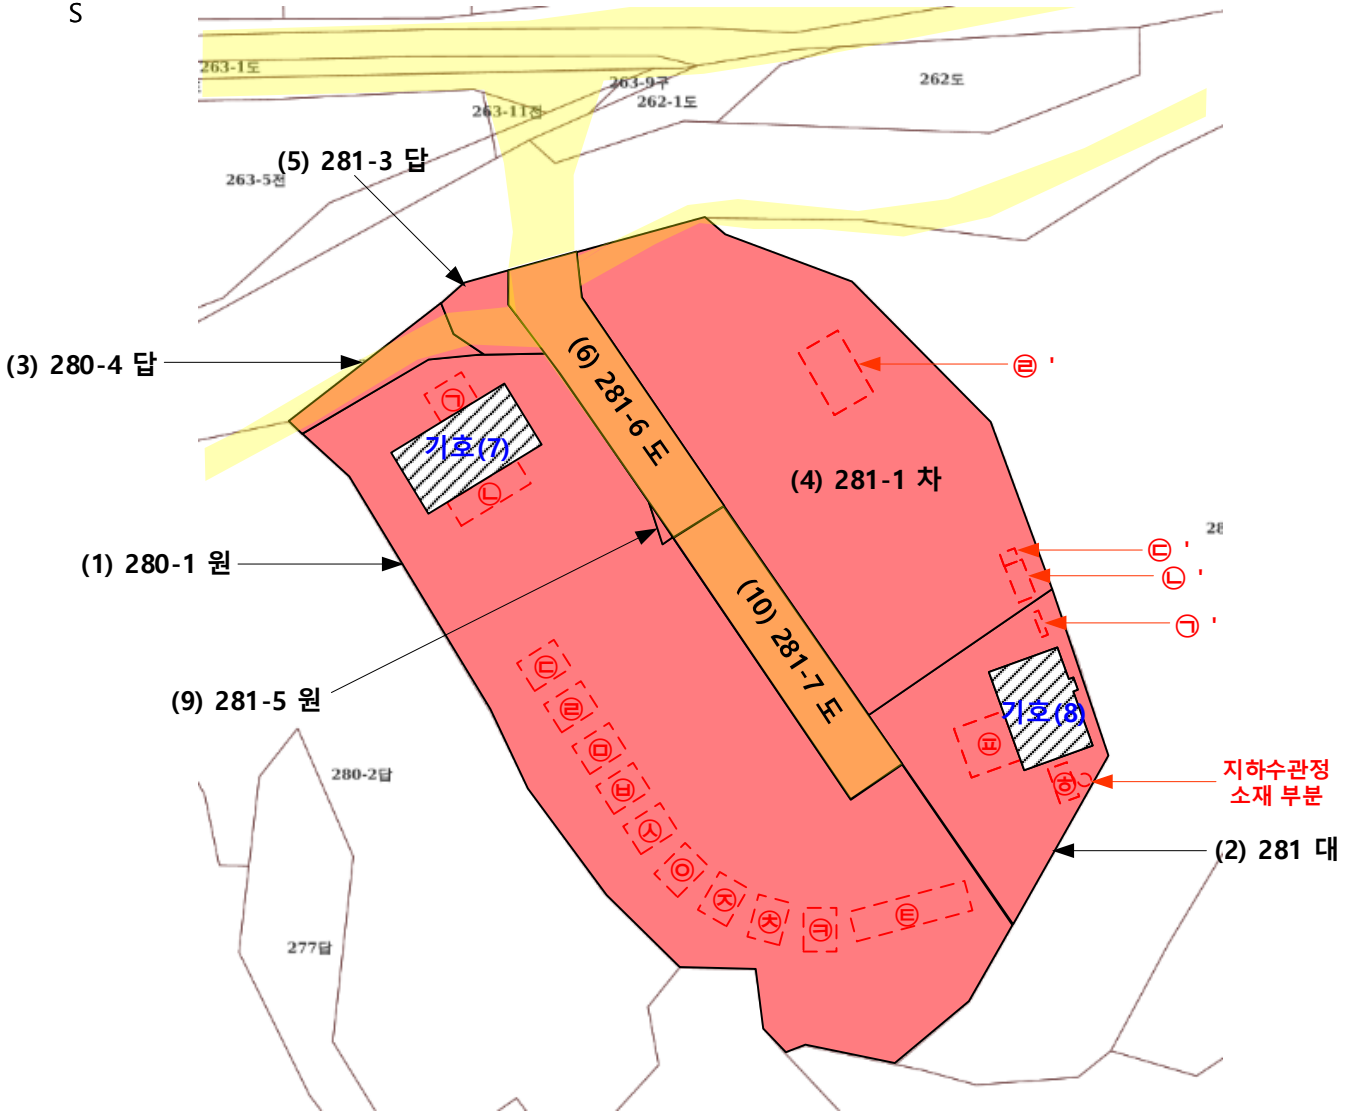 S
263-1도
263-9구
262-1도
262도
263-11전
(5) 281-3 답
263-5전
(3) 280-4 답
(6) 281-6 도
㉣ '
㉠
기호(7)
㉡
(4) 281-1 차
28
㉢ '
㉡ '
(1) 280-1 원
(10) 281-7 도
㉠ '
㉢
(9) 281-5 원
㉣
기호(8)
㉤
㉻
㉥
280-2답
㉭
지하수관정
소재 부분
㉦
(2) 281 대
㉧
㉨
㉩
㉪
㉫
277답